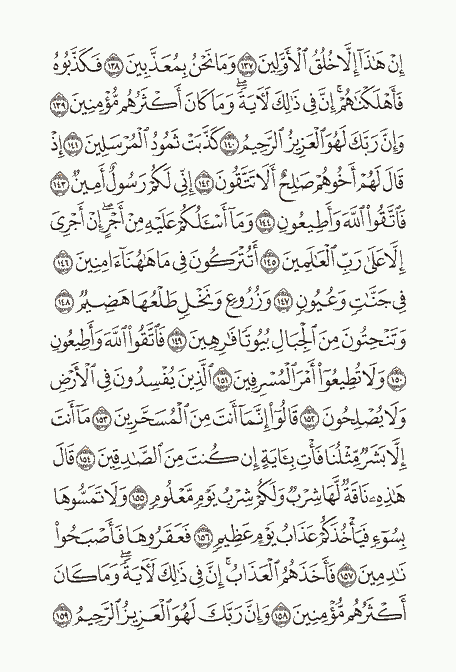 إِنْ هَٰذَآ إِلَّا خُلُقُ ٱلْأَوَّلِينَ ١٣٧ وَمَا نَحْنُ بِمُعَذَّبِينَ ١٣٨ فَكَذَّبُوهُ
فَأَهْلَكْنَٰهُمْۚ إِنَّ فِى ذَٰلِكَ لَءَايَةًۖ وَمَا كَانَ أَكْثَرُهُم مُّؤْمِنِينَ ١٣٩
وَإِنَّ رَبَّكَ لَهُوَ ٱلْعَزِيزُ ٱلرَّحِيمُ ١٤٠ كَذَّبَتْ ثَمُودُ ٱلْمُرْسَلِينَ ١٤١ إِذْ
قَالَ لَهُمْ أَخُوهُمْ صَٰلِحٌ أَلَا تَتَّقُونَ ١٤٢ إِنِّى لَكُمْ رَسُولٌ أَمِينٌ ١٤٣
فَٱتَّقُوا۟ ٱللَّهَ وَأَطِيعُونِ ١٤٤ وَمَآ أَسْـَٔلُكُمْ عَلَيْهِ مِنْ أَجْرٍۖ إِنْ أَجْرِىَ
إِلَّا عَلَىٰ رَبِّ ٱلْعَٰلَمِينَ ١٤٥ أَتُتْرَكُونَ فِى مَا هَٰهُنَآ ءَامِنِينَ ١٤٦
فِى جَنَّٰتٍ وَعُيُونٍ ١٤٧ وَزُرُوعٍ وَنَخْلٍ طَلْعُهَا هَضِيمٌ ١٤٨
وَتَنْحِتُونَ مِنَ ٱلْجِبَالِ بُيُوتًا فَٰرِهِينَ ١٤٩ فَٱتَّقُوا۟ ٱللَّهَ وَأَطِيعُونِ
١٥٠ وَلَا تُطِيعُوٓا۟ أَمْرَ ٱلْمُسْرِفِينَ ١٥١ ٱلَّذِينَ يُفْسِدُونَ فِى ٱلْأَرْضِ
وَلَا يُصْلِحُونَ ١٥٢ قَالُوٓا۟ إِنَّمَآ أَنتَ مِنَ ٱلْمُسَحَّرِينَ ١٥٣ مَآ أَنتَ
إِلَّا بَشَرٌ مِّثْلُنَا فَأْتِ بِـَٔايَةٍ إِن كُنتَ مِنَ ٱلصَّٰدِقِينَ ١٥٤ قَالَ
هَٰذِهِۦ نَاقَةٌ لَّهَا شِرْبٌ وَلَكُمْ شِرْبُ يَوْمٍ مَّعْلُومٍ ١٥٥ وَلَا تَمَسُّوهَا
بِسُوٓءٍ فَيَأْخُذَكُمْ عَذَابُ يَوْمٍ عَظِيمٍ ١٥٦ فَعَقَرُوهَا فَأَصْبَحُوا۟
نَٰدِمِينَ ١٥٧ فَأَخَذَهُمُ ٱلْعَذَابُۚ إِنَّ فِى ذَٰلِكَ لَءَايَةًۖ وَمَا كَانَ
أَكْثَرُهُم مُّؤْمِنِينَ ١٥٨ وَإِنَّ رَبَّكَ لَهُوَ ٱلْعَزِيزُ ٱلرَّحِيمُ ١٥٩